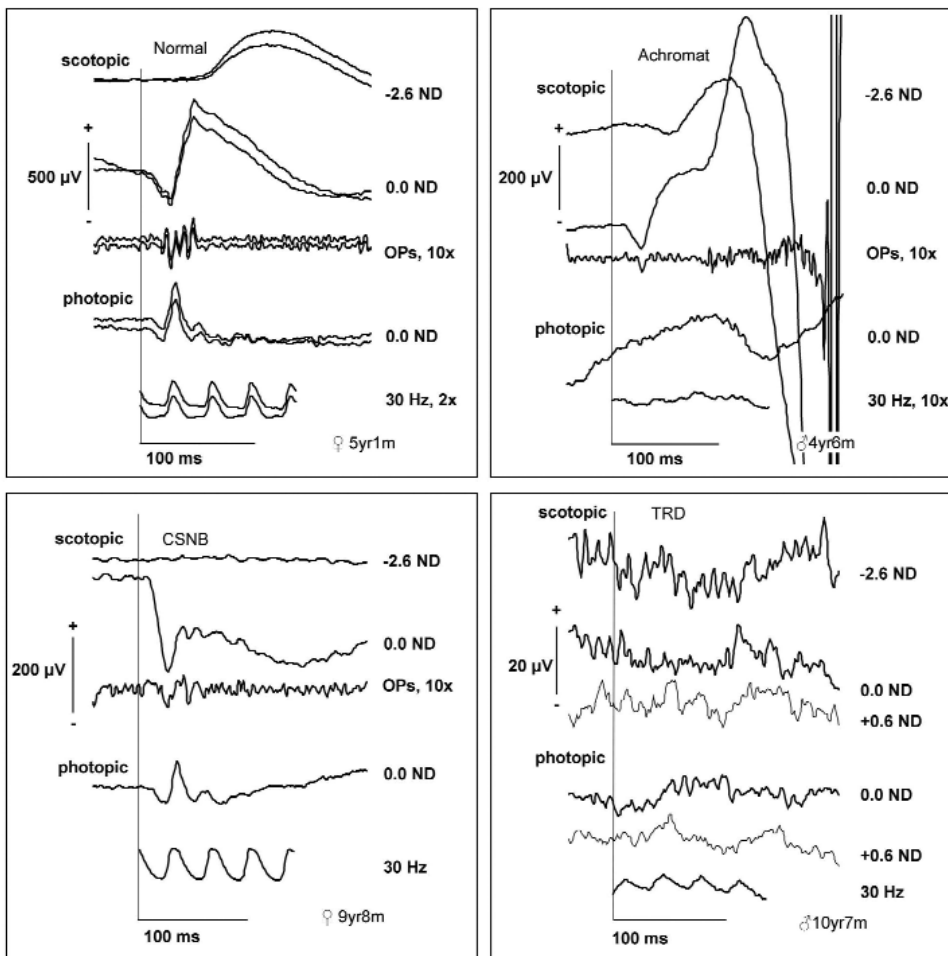 Normal
scotopic
-2.6 ND
+
500 µV
-
0.0 ND
OPs, 10x
photopic
0.0 ND
30 Hz, 2x
♀ 5yr1m
100 ms
Achromat
scotopic
-2.6 ND
+
200 µV
-
0.0 ND
OPs, 10x
photopic
0.0 ND
30 Hz, 10x
♂4yr6m
100 ms
scotopic
CSNB
-2.6 ND
+
200 µV
-
0.0 ND
OPs, 10x
photopic
0.0 ND
30 Hz
♀ 9yr8m
100 ms
scotopic
TRD
-2.6 ND
+
20 µV
-
0.0 ND
+0.6 ND
photopic
0.0 ND
+0.6 ND
30 Hz
♂10yr7m
100 ms